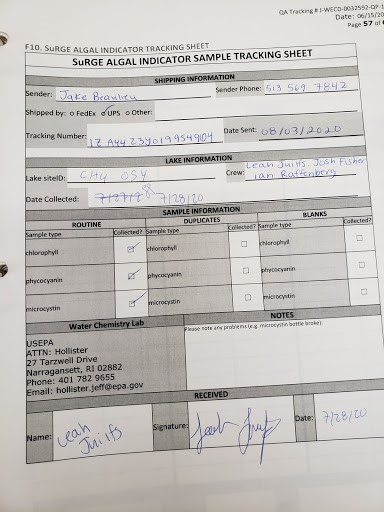 QA Tracking # J-WECD-0032592-QP-1
Date: 06/15/20
Page 57 of
F10. SuRGE ALGAL INDICATOR TRACKING SHEET
SuRGE ALGAL INDICATOR SAMPLE TRACKING SHEET
SHIPPING INFORMATION
Sender: Jake Beaulieu Sender Phone: 513 569 7842
Shipped by: o FedEx o UPS o Other:
Tracking Number: 1Z A44 23Y0199549104 Date Sent: 08/03/2020
LAKE INFORMATION
Lake siteID: CH4 054 Crew: Leah Juilfs, Josh Fisher
Ian Raffenberg
Date Collected: 7/27/28 7/28/20
SAMPLE INFORMATION
ROUTINE DUPLICATES BLANKS
Sample type Collected? Sample type Collected? Sample type Collected?
chlorophyll chlorophyll chlorophyll
phycocyanin phycocyanin phycocyanin
microcystin microcystin microcystin
Water Chemistry Lab NOTES
Please note any problems (e.g. microcystin bottle broke).
USEPA
ATTN: Hollister
27 Tarzwell Drive
Narragansett, RI 02882
Phone: 401 782 9655
Email: hollister.jeff@epa.gov
RECEIVED
Name: Leah Juilfs Signature: Leah Juilfs Date: 7/28/20